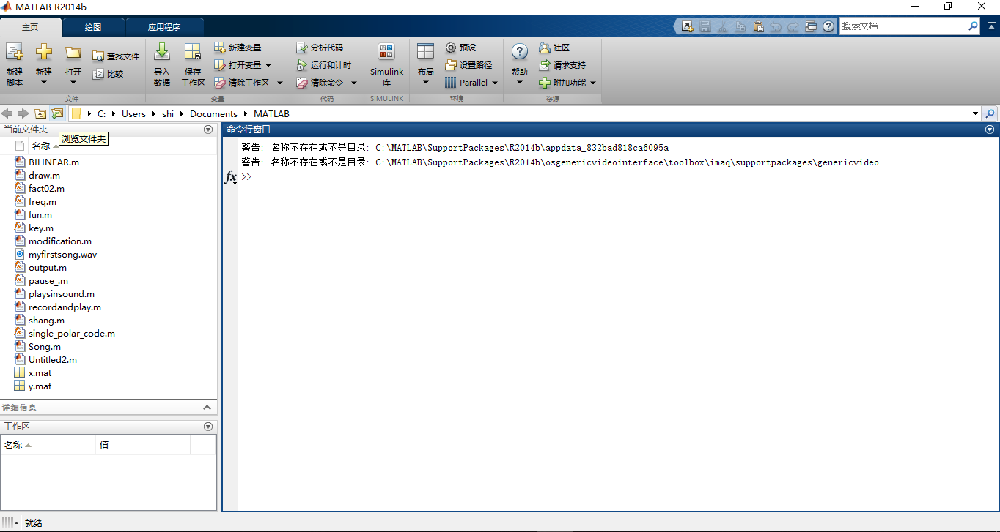 MATLAB R2014b
主页 绘图 应用程序 搜索文档
新建脚本 新建 打开 查找文件 比较
文件
导入数据 保存工作区 新建变量 打开变量 清除工作区
变量
分析代码 运行和计时 清除命令
代码
Simulink 库
SIMULINK
布局 预设 设置路径 Parallel
环境
帮助 社区 请求支持 附加功能
资源
C: Users shi Documents MATLAB
当前文件夹
浏览文件夹
名称
BILINEAR.m
draw.m
fact02.m
freq.m
fun.m
key.m
modification.m
myfirstsong.wav
output.m
pause_.m
playsinsound.m
recordandplay.m
shang.m
single_polar_code.m
Song.m
Untitled2.m
x.mat
y.mat
详细信息
工作区
名称 值
命令行窗口
警告: 名称不存在或不是目录: C:\MATLAB\SupportPackages\R2014b\appdata_832bad818ca6095a
警告: 名称不存在或不是目录: C:\MATLAB\SupportPackages\R2014b\osgenericvideointerface\toolbox\imaq\supportpackages\genericvideo
fx >>
就绪